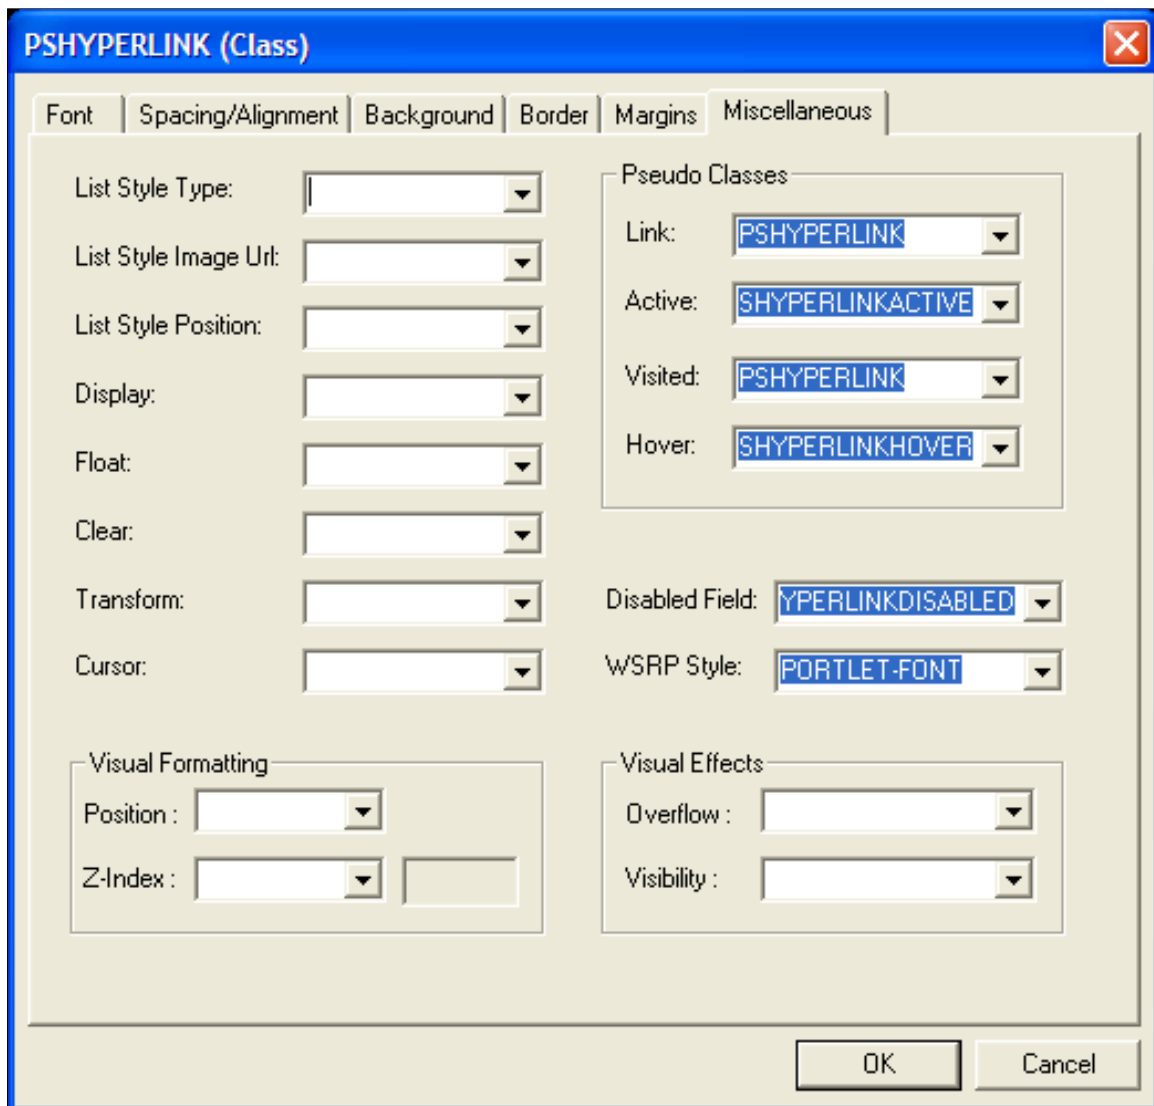 PSHYPERLINK (Class)
Font Spacing/Alignment Background Border Margins Miscellaneous
List Style Type:
List Style Image Url:
List Style Position:
Display:
Float:
Clear:
Transform:
Cursor:
Pseudo Classes
Link: PSHYPERLINK
Active: SHYPERLINKACTIVE
Visited: PSHYPERLINK
Hover: SHYPERLINKHOVER
Disabled Field: YPERLINKDISABLED
WSRP Style: PORTLET-FONT
Visual Formatting
Position :
Z-Index :
Visual Effects
Overflow :
Visibility :
OK Cancel